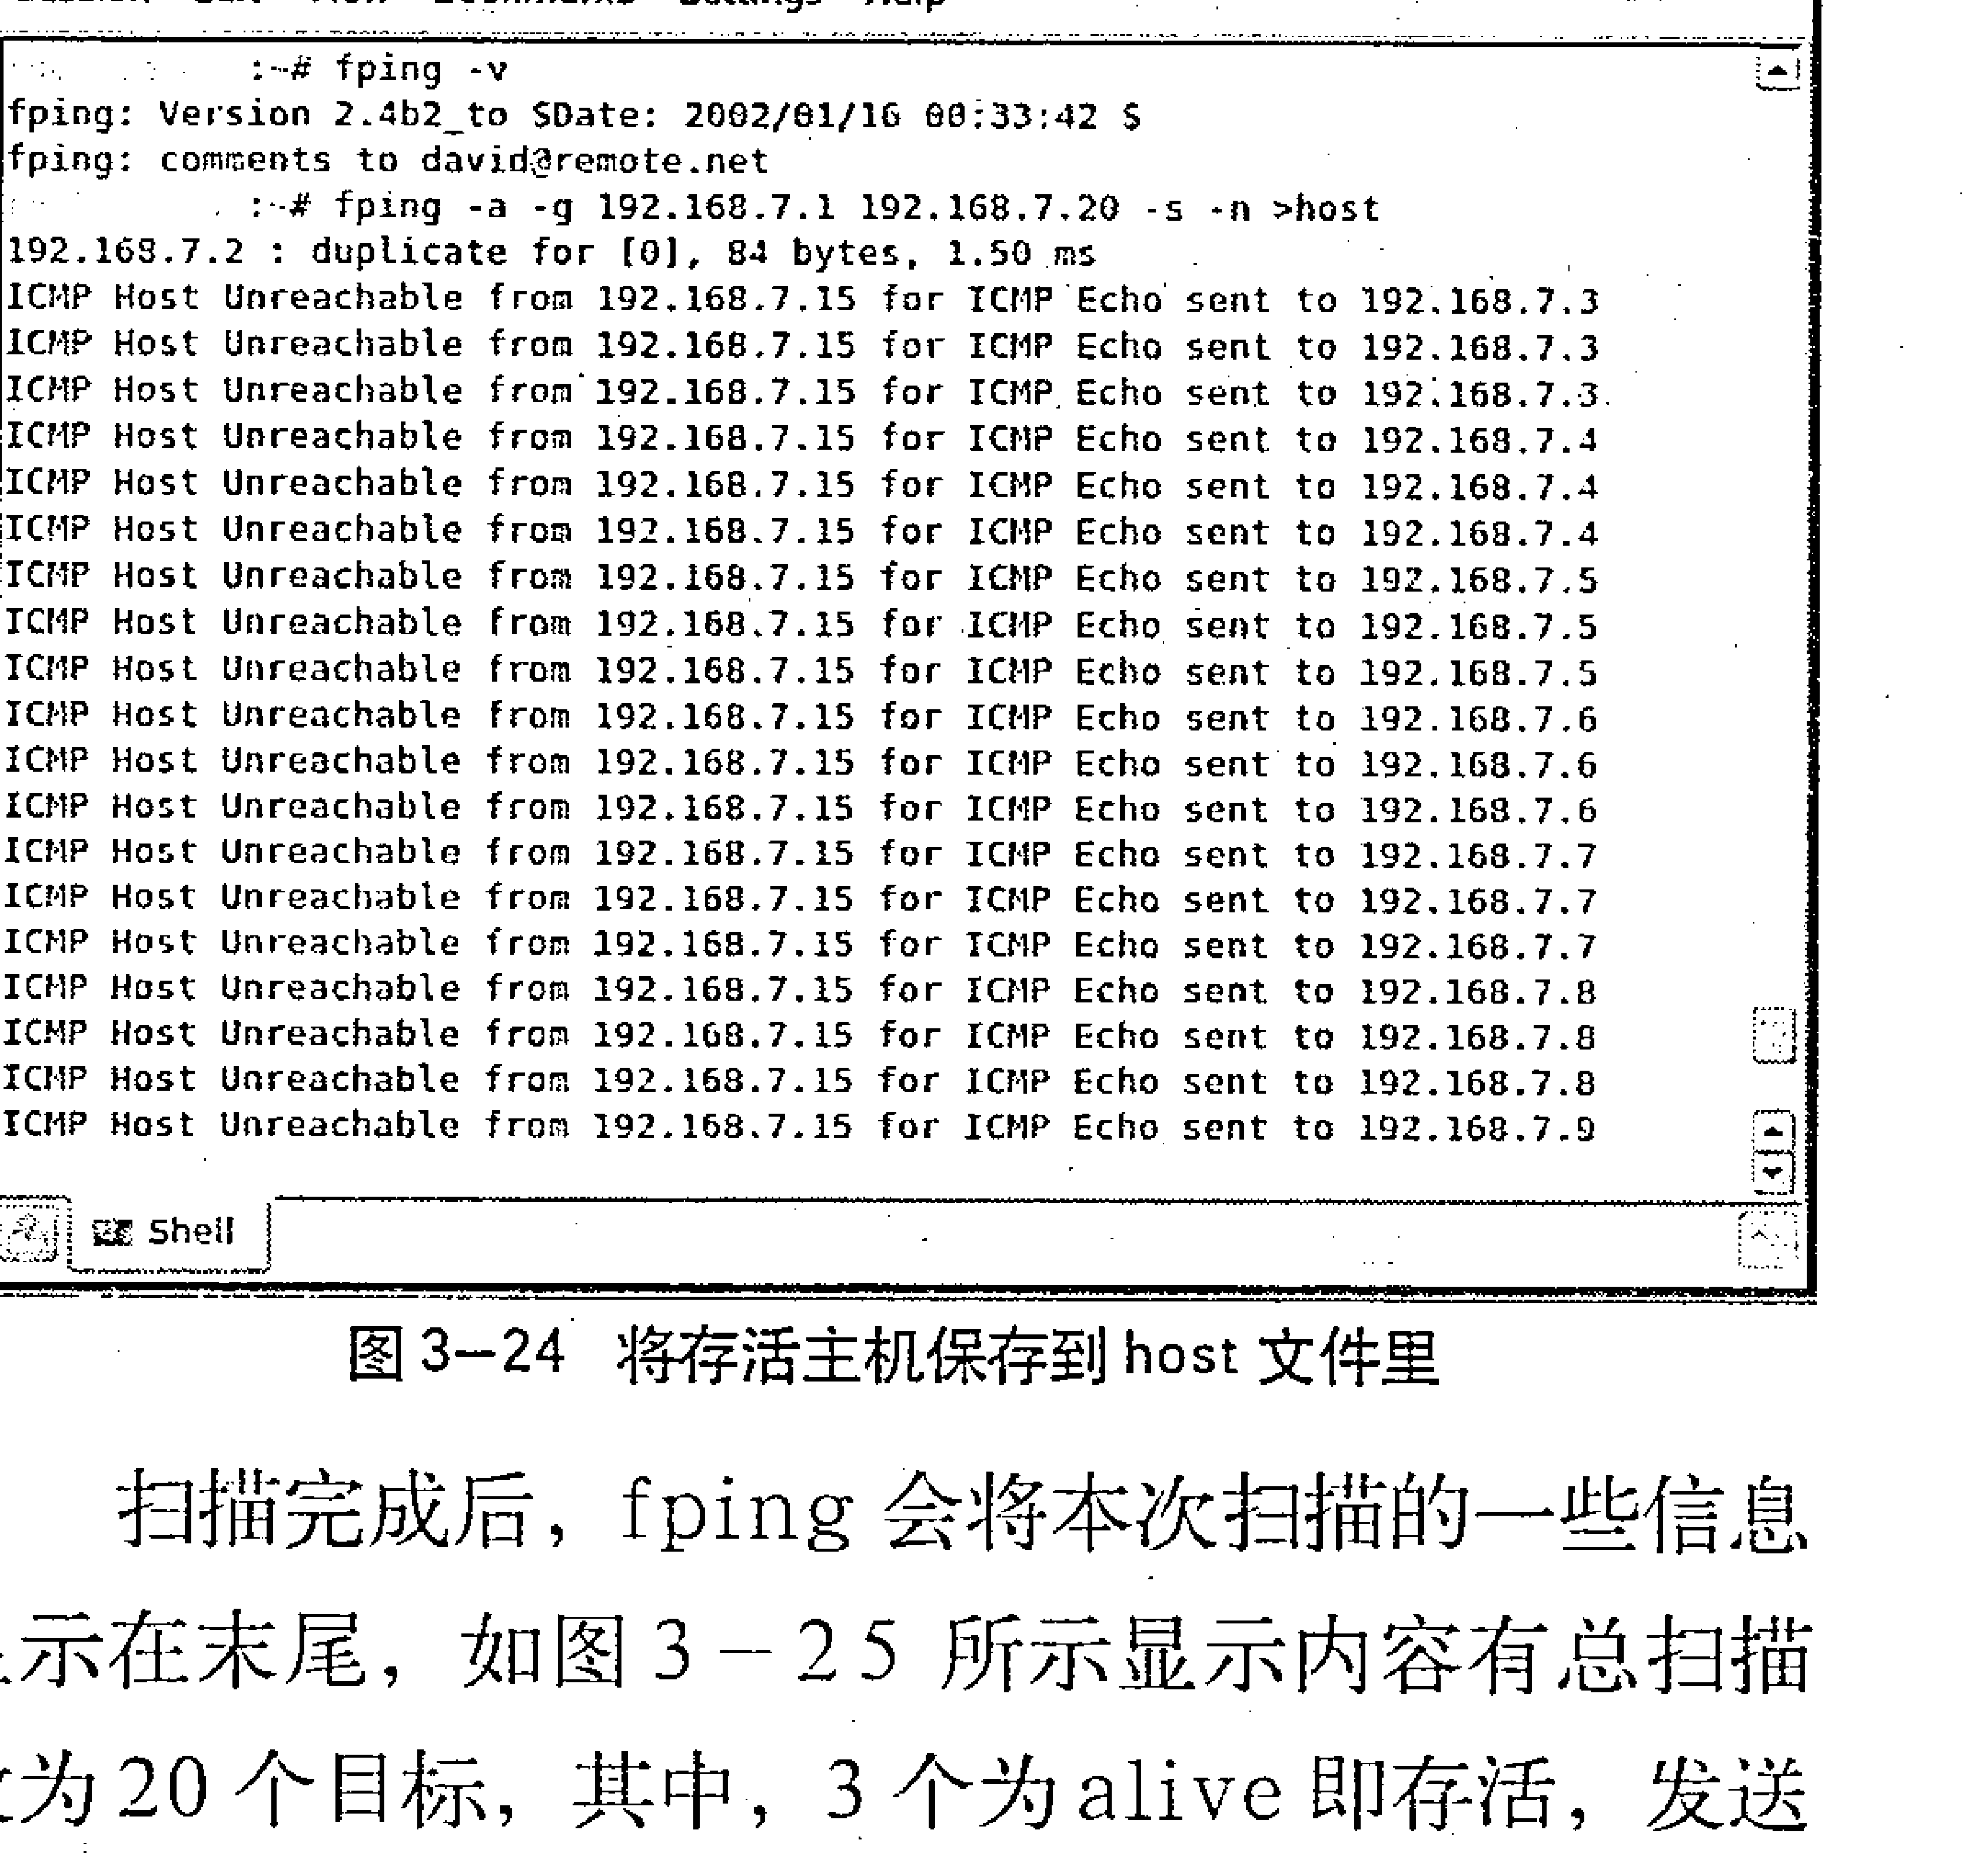 Session Edit View Bookmarks Settings Help
:~# fping -v
fping: Version 2.4b2_to $Date: 2002/01/16 00:33:42 $
fping: comments to david@remote.net
:~# fping -a -g 192.168.7.1 192.168.7.20 -s -n >host
192.168.7.2 : duplicate for [0], 84 bytes, 1.50 ms
ICMP Host Unreachable from 192.168.7.15 for ICMP Echo sent to 192.168.7.3
ICMP Host Unreachable from 192.168.7.15 for ICMP Echo sent to 192.168.7.3
ICMP Host Unreachable from 192.168.7.15 for ICMP Echo sent to 192.168.7.3
ICMP Host Unreachable from 192.168.7.15 for ICMP Echo sent to 192.168.7.4
ICMP Host Unreachable from 192.168.7.15 for ICMP Echo sent to 192.168.7.4
ICMP Host Unreachable from 192.168.7.15 for ICMP Echo sent to 192.168.7.4
ICMP Host Unreachable from 192.168.7.15 for ICMP Echo sent to 192.168.7.5
ICMP Host Unreachable from 192.168.7.15 for ICMP Echo sent to 192.168.7.5
ICMP Host Unreachable from 192.168.7.15 for ICMP Echo sent to 192.168.7.5
ICMP Host Unreachable from 192.168.7.15 for ICMP Echo sent to 192.168.7.6
ICMP Host Unreachable from 192.168.7.15 for ICMP Echo sent to 192.168.7.6
ICMP Host Unreachable from 192.168.7.15 for ICMP Echo sent to 192.168.7.6
ICMP Host Unreachable from 192.168.7.15 for ICMP Echo sent to 192.168.7.7
ICMP Host Unreachable from 192.168.7.15 for ICMP Echo sent to 192.168.7.7
ICMP Host Unreachable from 192.168.7.15 for ICMP Echo sent to 192.168.7.7
ICMP Host Unreachable from 192.168.7.15 for ICMP Echo sent to 192.168.7.8
ICMP Host Unreachable from 192.168.7.15 for ICMP Echo sent to 192.168.7.8
ICMP Host Unreachable from 192.168.7.15 for ICMP Echo sent to 192.168.7.8
ICMP Host Unreachable from 192.168.7.15 for ICMP Echo sent to 192.168.7.9
Shell
图 3—24 将存活主机保存到 host 文件里
扫描完成后，fping 会将本次扫描的一些信息
示在末尾，如图 3－25 所示显示内容有总扫描
为 20 个目标，其中，3 个为 alive 即存活，发送